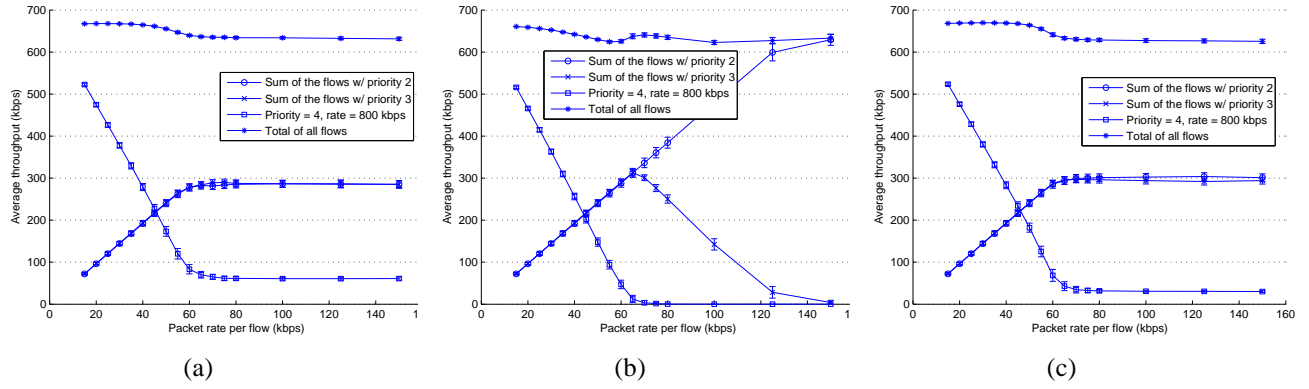 700
600
500
400
300
200
100
0
Average throughput (kbps)
Sum of the flows w/ priority 2
Sum of the flows w/ priority 3
Priority = 4, rate = 800 kbps
Total of all flows
0 20 40 60 80 100 120 140 1
Packet rate per flow (kbps)
(a)
700
600
500
400
300
200
100
0
Average throughput (kbps)
Sum of the flows w/ priority 2
Sum of the flows w/ priority 3
Priority = 4, rate = 800 kbps
Total of all flows
0 20 40 60 80 100 120 140 1
Packet rate per flow (kbps)
(b)
700
600
500
400
300
200
100
0
Average throughput (kbps)
Sum of the flows w/ priority 2
Sum of the flows w/ priority 3
Priority = 4, rate = 800 kbps
Total of all flows
0 20 40 60 80 100 120 140 160
Packet rate per flow (kbps)
(c)